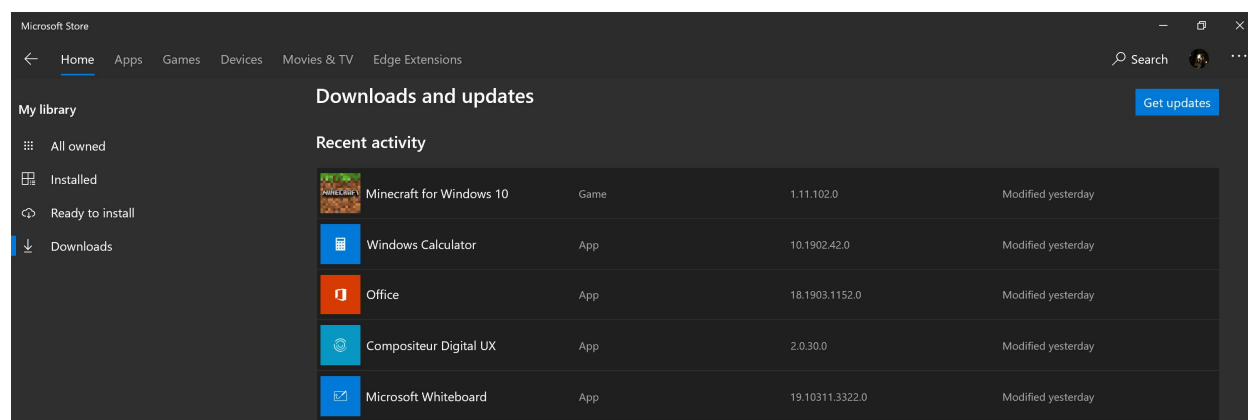 Microsoft Store
Home Apps Games Devices Movies & TV Edge Extensions Search
My library
All owned
Installed
Ready to install
Downloads
Downloads and updates
Get updates
Recent activity
MINECRAFT Minecraft for Windows 10 Game 1.11.102.0 Modified yesterday
Windows Calculator App 10.1902.42.0 Modified yesterday
Office App 18.1903.1152.0 Modified yesterday
Compositeur Digital UX App 2.0.30.0 Modified yesterday
Microsoft Whiteboard App 19.10311.3322.0 Modified yesterday